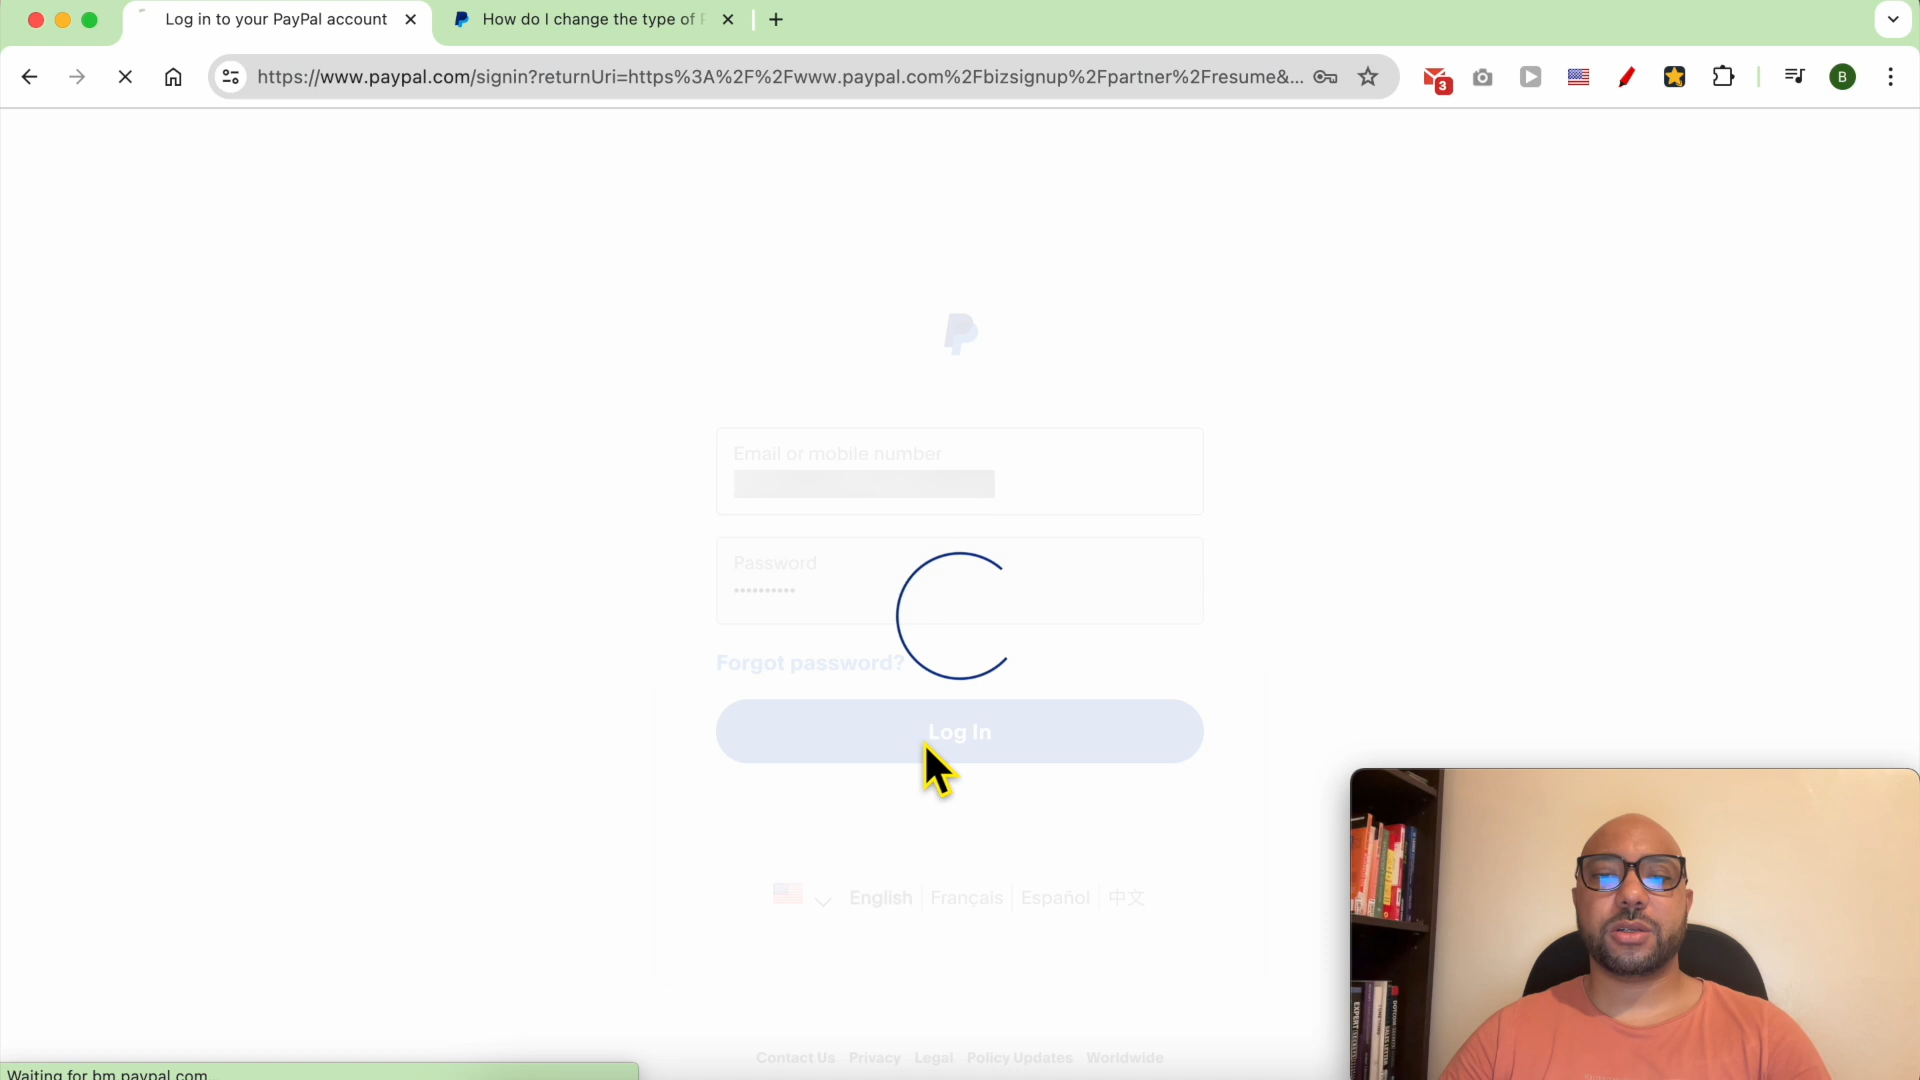 Log in to your PayPal account
How do I change the type of
https://www.paypal.com/signin?returnUri=https%3A%2F%2Fwww.paypal.com%2Fbizsignup%2Fpartner%2Fresume&...
3
B
Email or mobile number
Password
Forgot password?
Log In
English Français Español 中文
Contact Us Privacy Legal Policy Updates Worldwide
Waiting for bm.paypal.com
EXPERT